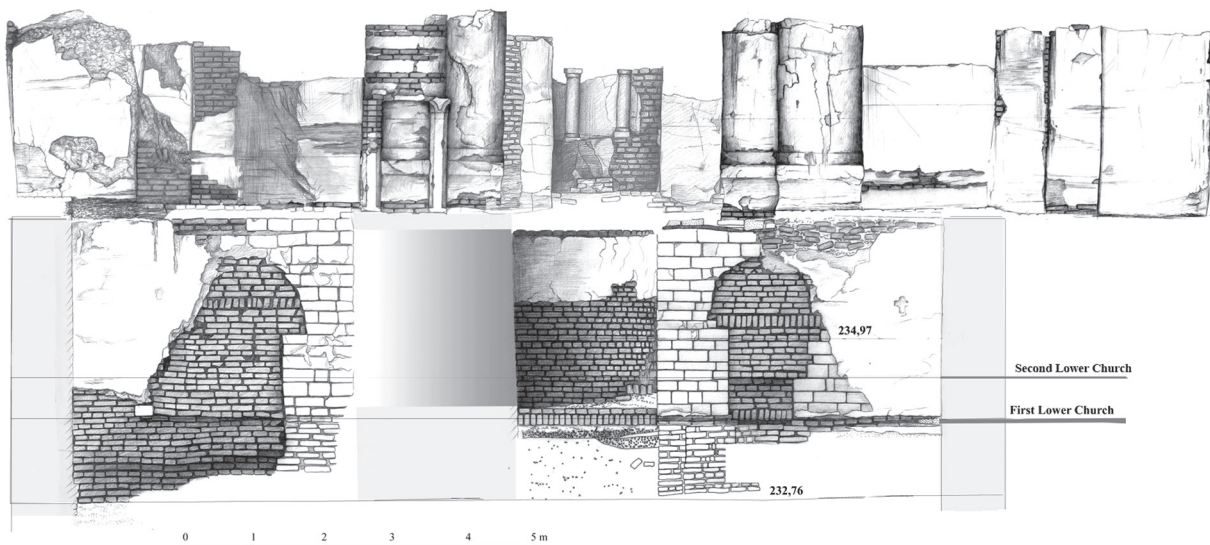 234,97
Second Lower Church
First Lower Church
232,76
0 1 2 3 4 5 m